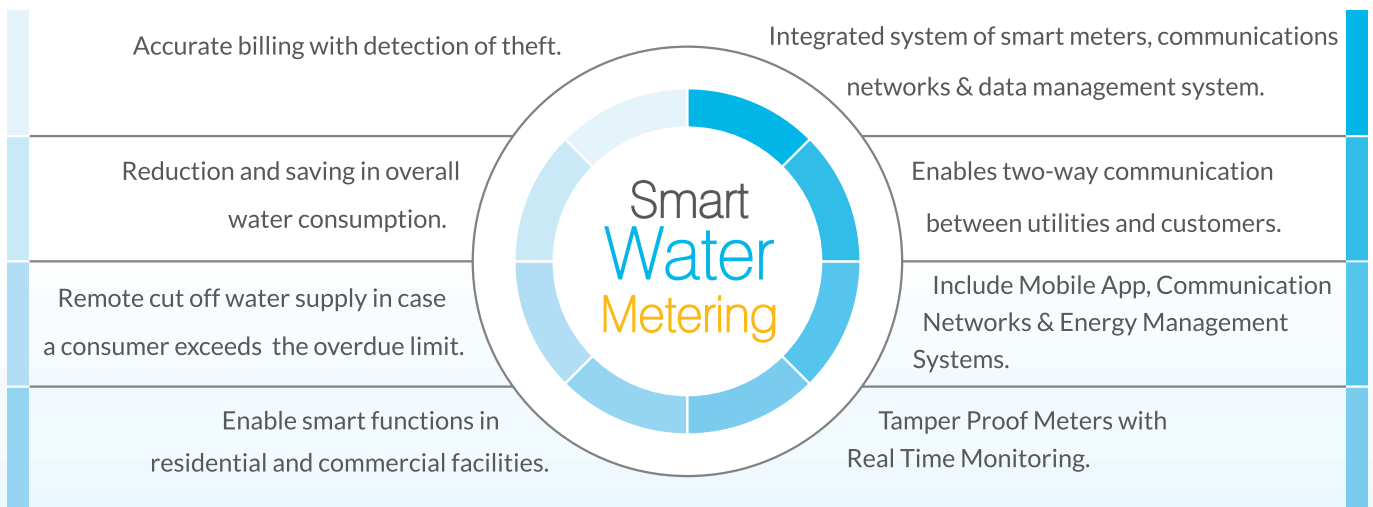 Accurate billing with detection of theft.
Reduction and saving in overall
water consumption.
Remote cut off water supply in case
a consumer exceeds  the overdue limit.
Enable smart functions in
residential and commercial facilities.
Smart
Water
Metering
Integrated system of smart meters, communications
networks & data management system.
Enables two-way communication
between utilities and customers.
Include Mobile App, Communication
Networks & Energy Management
Systems.
Tamper Proof Meters with
Real Time Monitoring.